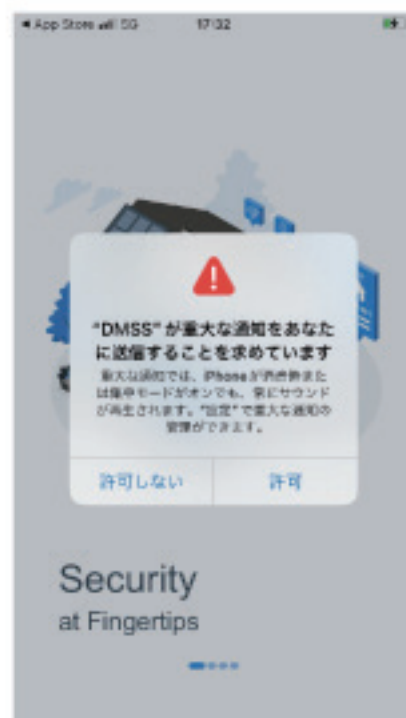 ◀ App Store 5G 17:32
"DMSS"が重大な通知をあなた
に送信することを求めています
重大な通知では、iPhoneが消音時また
は集中モードがオンでも、常にサウンド
が再生されます。"設定"で重大な通知の
管理ができます。
許可しない 許可
Security
at Fingertips